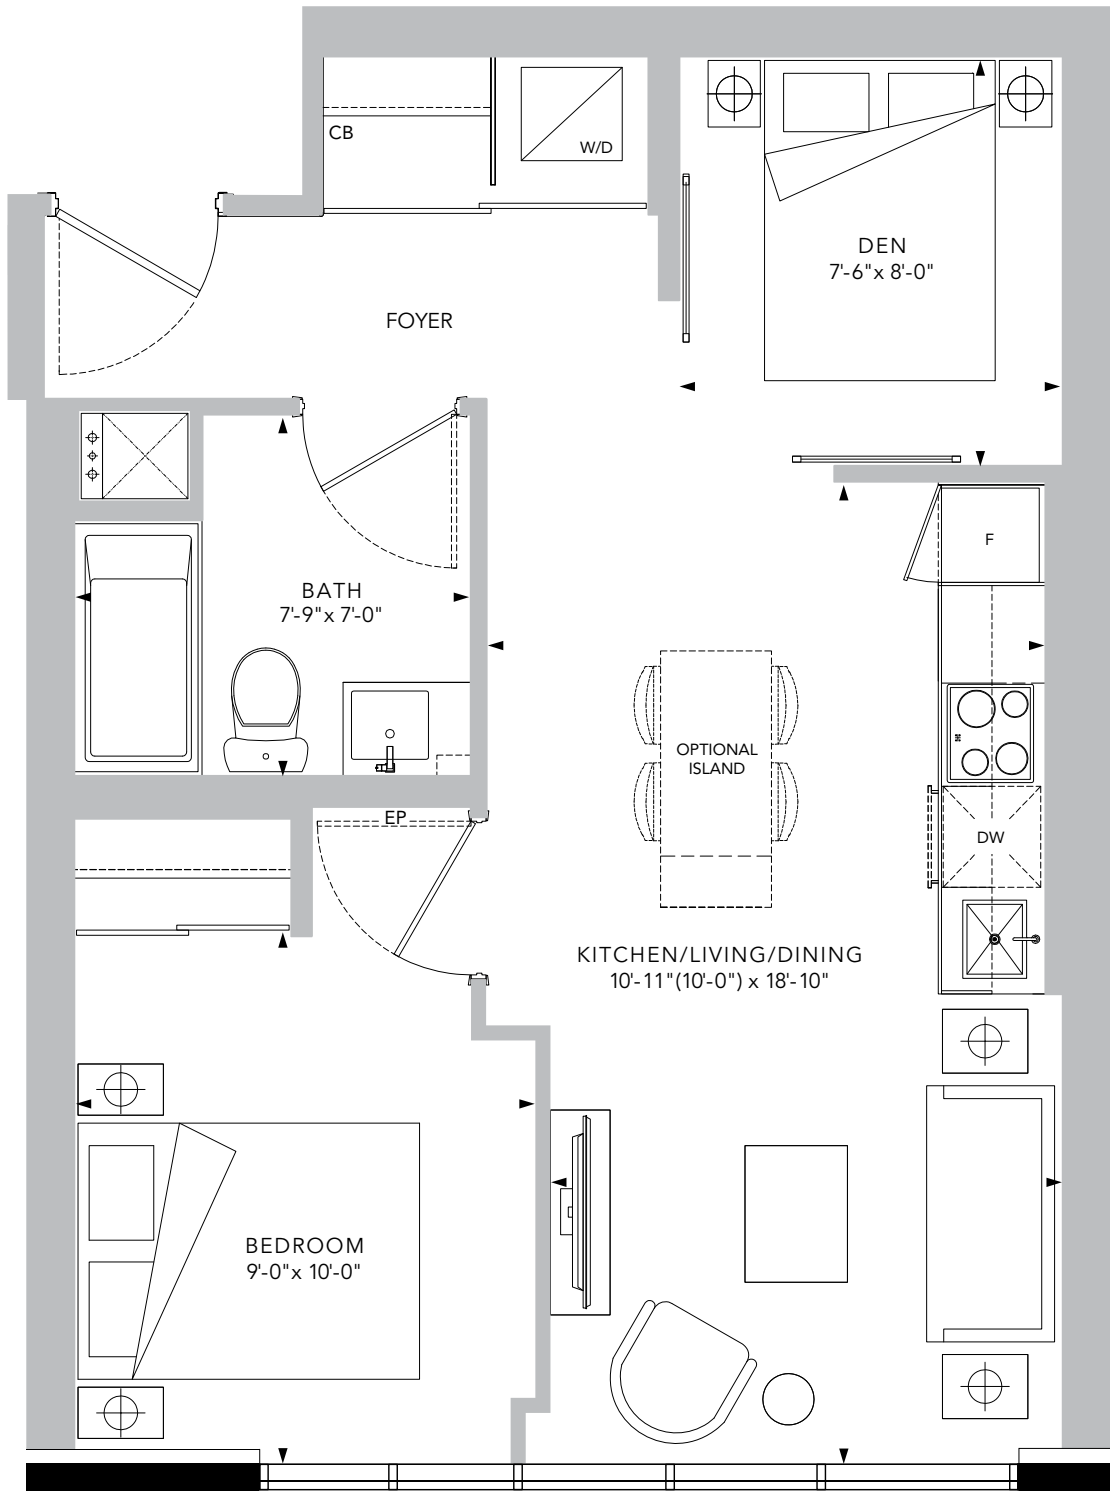 CB
W/D
DEN
7'-6" x 8'-0"
FOYER
F
BATH
7'-9" x 7'-0"
OPTIONAL
ISLAND
EP
DW
KITCHEN/LIVING/DINING
10'-11"(10'-0") x 18'-10"
BEDROOM
9'-0" x 10'-0"